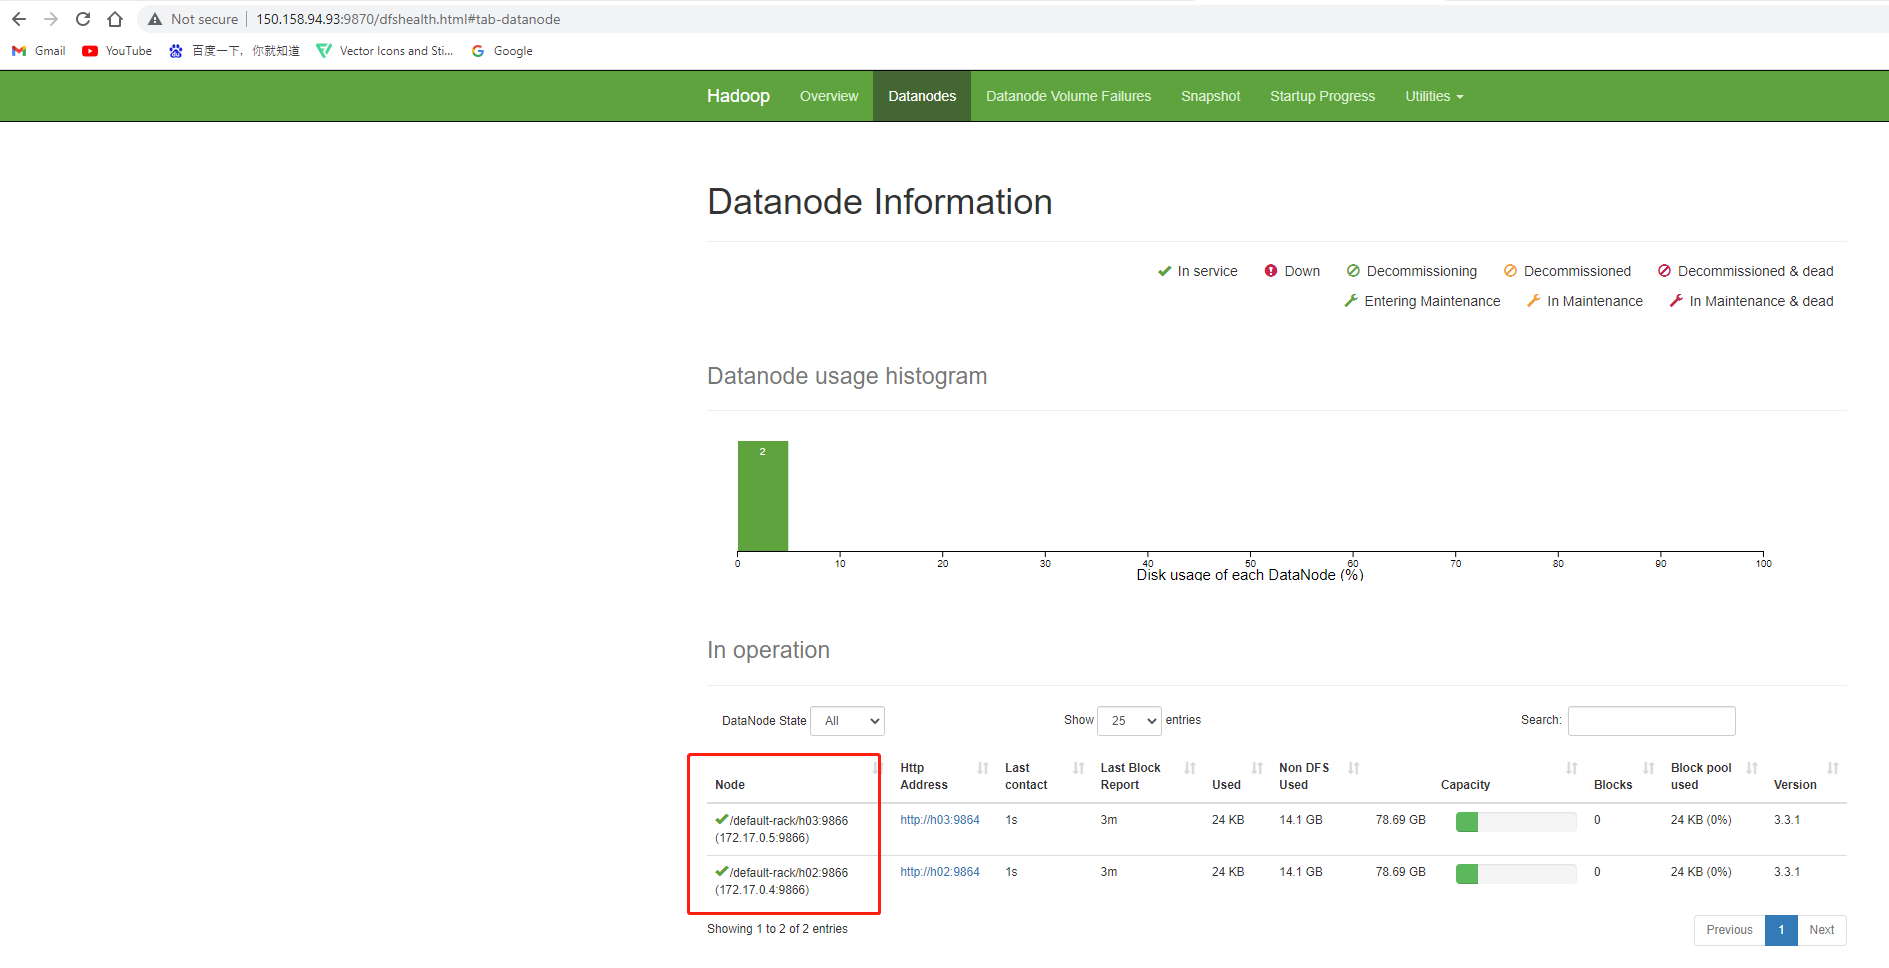 Not secure 150.158.94.93:9870/dfshealth.html#tab-datanode
Gmail YouTube 百度一下，你就知道 Vector Icons and Sti... Google
Hadoop Overview Datanodes Datanode Volume Failures Snapshot Startup Progress Utilities
Datanode Information
In service Down Decommissioning Decommissioned Decommissioned & dead
Entering Maintenance In Maintenance In Maintenance & dead
Datanode usage histogram
2
0 10 20 30 40 50 60 70 80 90 100
Disk usage of each DataNode (%)
In operation
DataNode State All Show 25 entries Search:
Node Http Address Last contact Last Block Report Used Non DFS Used Capacity Blocks Block pool used Version
/default-rack/h03:9866 http://h03:9864 1s 3m 24 KB 14.1 GB 78.69 GB 0 24 KB (0%) 3.3.1
(172.17.0.5:9866)
/default-rack/h02:9866 http://h02:9864 1s 3m 24 KB 14.1 GB 78.69 GB 0 24 KB (0%) 3.3.1
(172.17.0.4:9866)
Showing 1 to 2 of 2 entries
Previous 1 Next